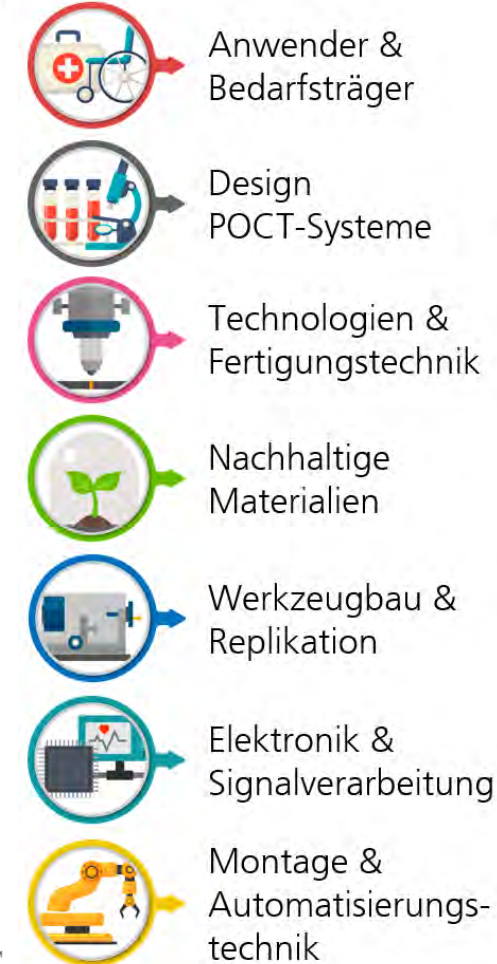 Anwender &
Bedarfsträger
Design
POCT-Systeme
Technologien &
Fertigungstechnik
Nachhaltige
Materialien
Werkzeugbau &
Replikation
Elektronik &
Signalverarbeitung
Montage &
Automatisierungs-
technik